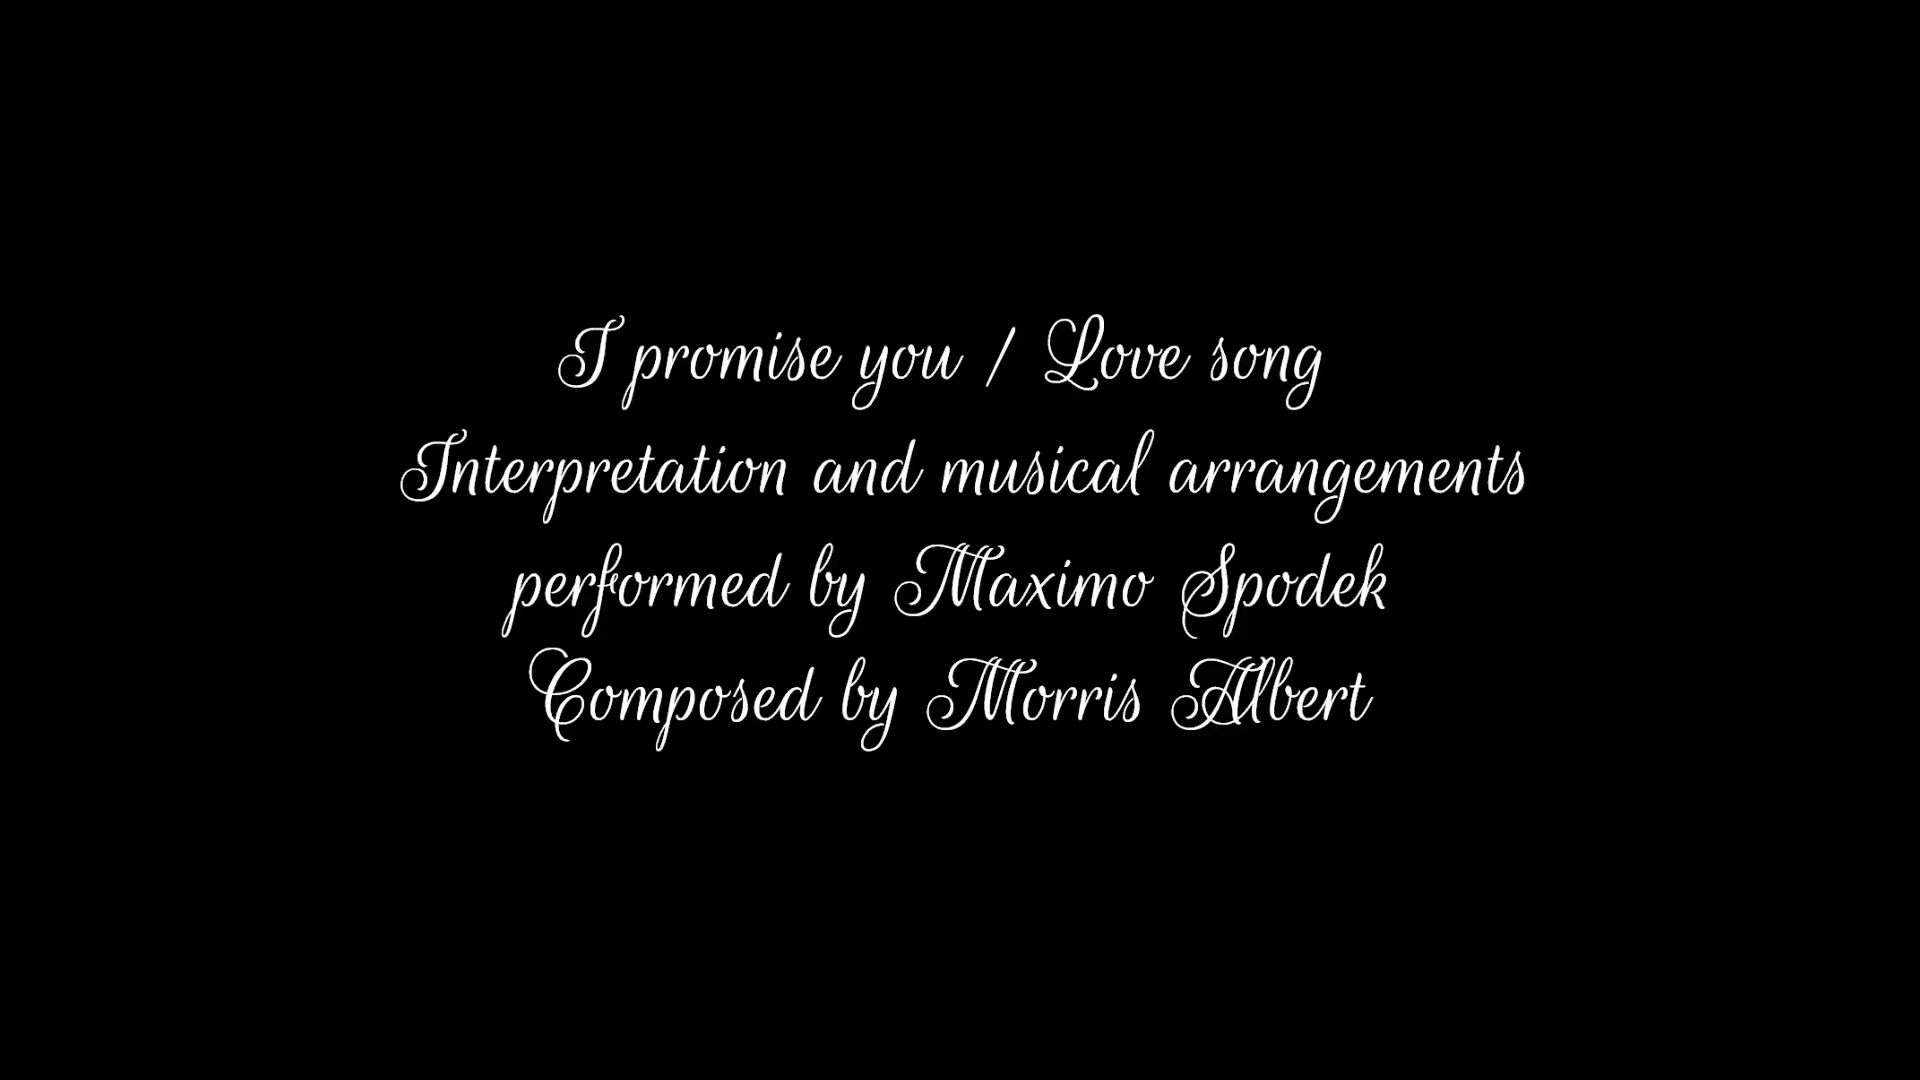 I promise you / Love song
Interpretation and musical arrangements
performed by Maximo Spodek
Composed by Morris Albert